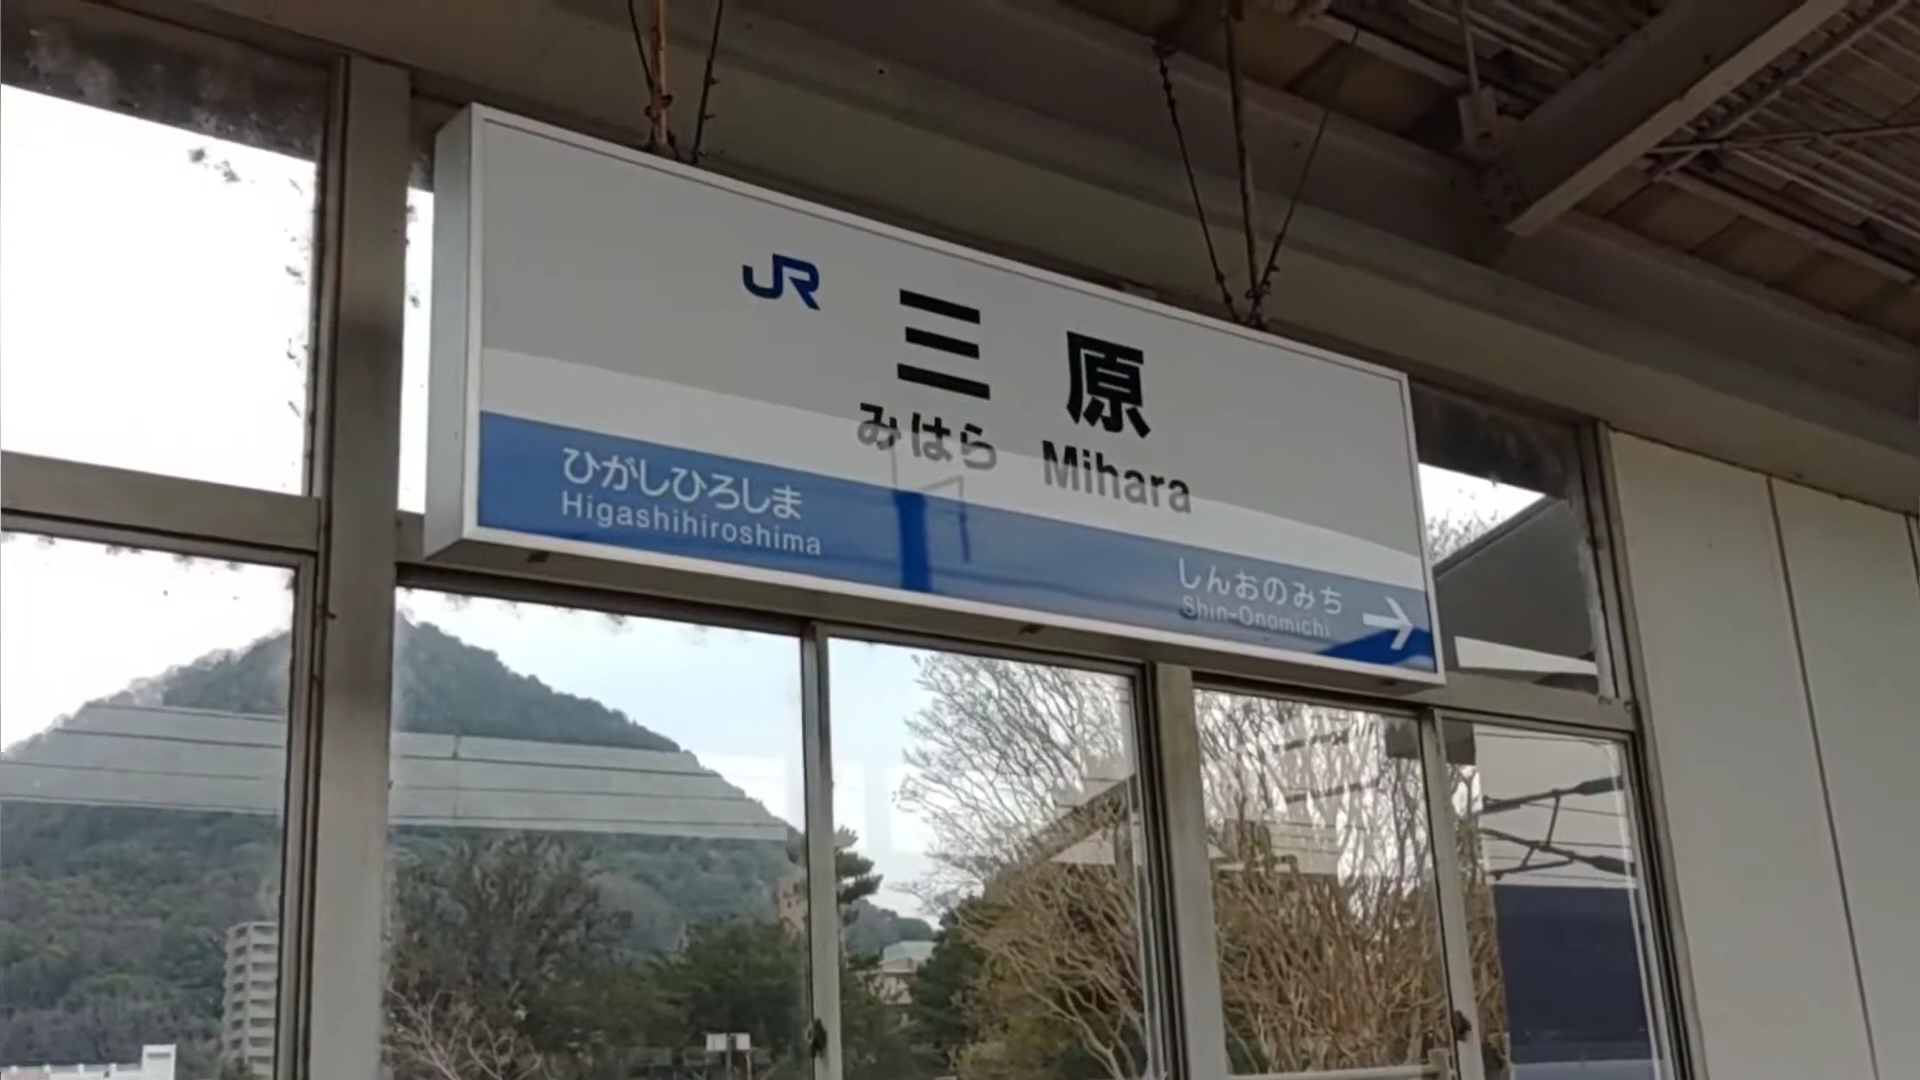 JR 三原
みはら Mihara
ひがしひろしま
Higashihiroshima
しんおのみち →
Shin-Onomichi